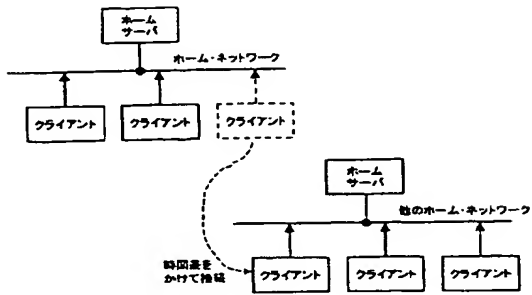 ホーム
サーバ
ホーム・ネットワーク
クライアント
クライアント
クライアント
ホーム
サーバ
他のホーム・ネットワーク
時間差を
かけて接続
クライアント
クライアント
クライアント